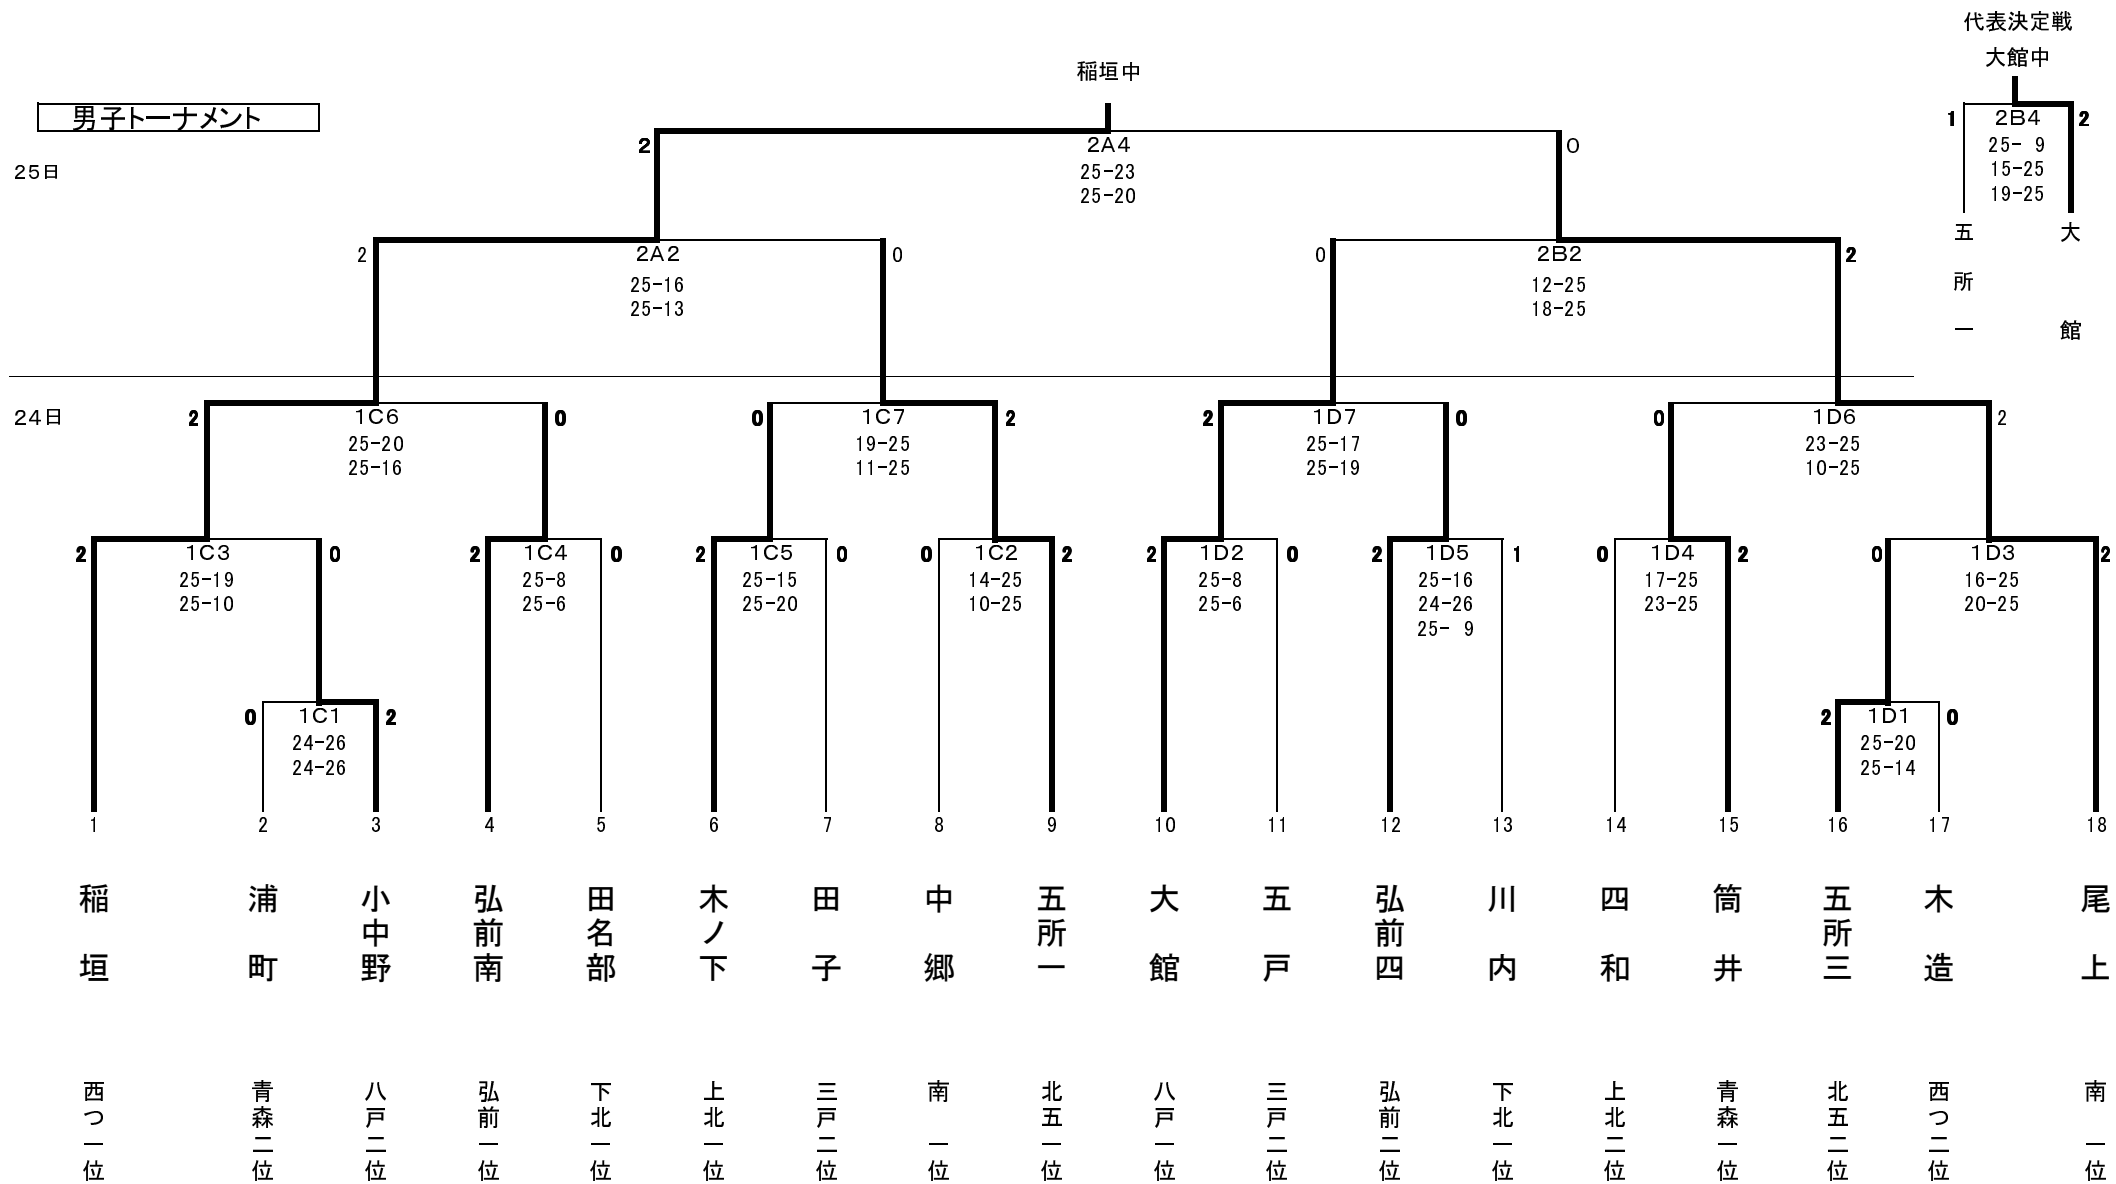 代表決定戦
大館中
稲垣中
男子トーナメント
1 2B4 2
25- 9
15-25
19-25
2 2A4 0
25-23
25-20
25日
五所一
大館
2 2A2 0
25-16
25-13
0 2B2 2
12-25
18-25
24日
2 1C6 0
25-20
25-16
0 1C7 2
19-25
11-25
2 1D7 0
25-17
25-19
0 1D6 2
23-25
10-25
2 1C3 0
25-19
25-10
2 1C4 0
25-8
25-6
2 1C5 0
25-15
25-20
0 1C2 2
14-25
10-25
2 1D2 0
25-8
25-6
2 1D5 1
25-16
24-26
25- 9
0 1D4 2
17-25
23-25
0 1D3 2
16-25
20-25
0 1C1 2
24-26
24-26
2 1D1 0
25-20
25-14
1 2 3 4 5 6 7 8 9 10 11 12 13 14 15 16 17 18
稲垣
浦町
小中野
弘前南
田名部
木ノ下
田子
中郷
五所一
大館
五戸
弘前四
川内
四和
筒井
五所三
木造
尾上
西つ一位
青森二位
八戸二位
弘前一位
下北一位
上北一位
三戸二位
南一位
北五一位
八戸一位
三戸二位
弘前二位
下北一位
上北二位
青森一位
北五二位
西つ二位
南一位